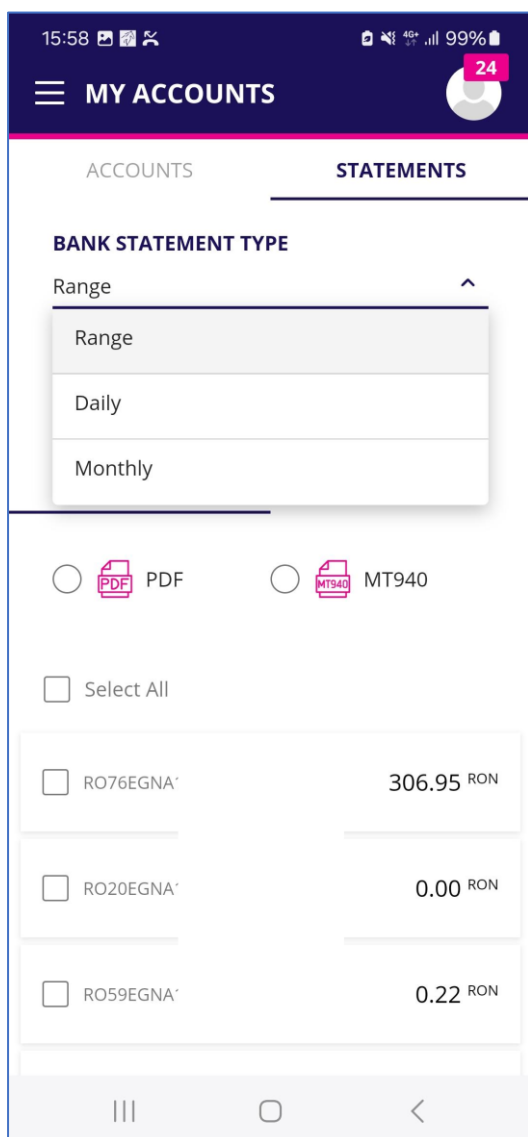 15:58 4G+ 99%
24
MY ACCOUNTS
ACCOUNTS STATEMENTS
BANK STATEMENT TYPE
Range
Range
Daily
Monthly
PDF PDF MT940 MT940
Select All
RO76EGNA 306.95 RON
RO20EGNA 0.00 RON
RO59EGNA 0.22 RON